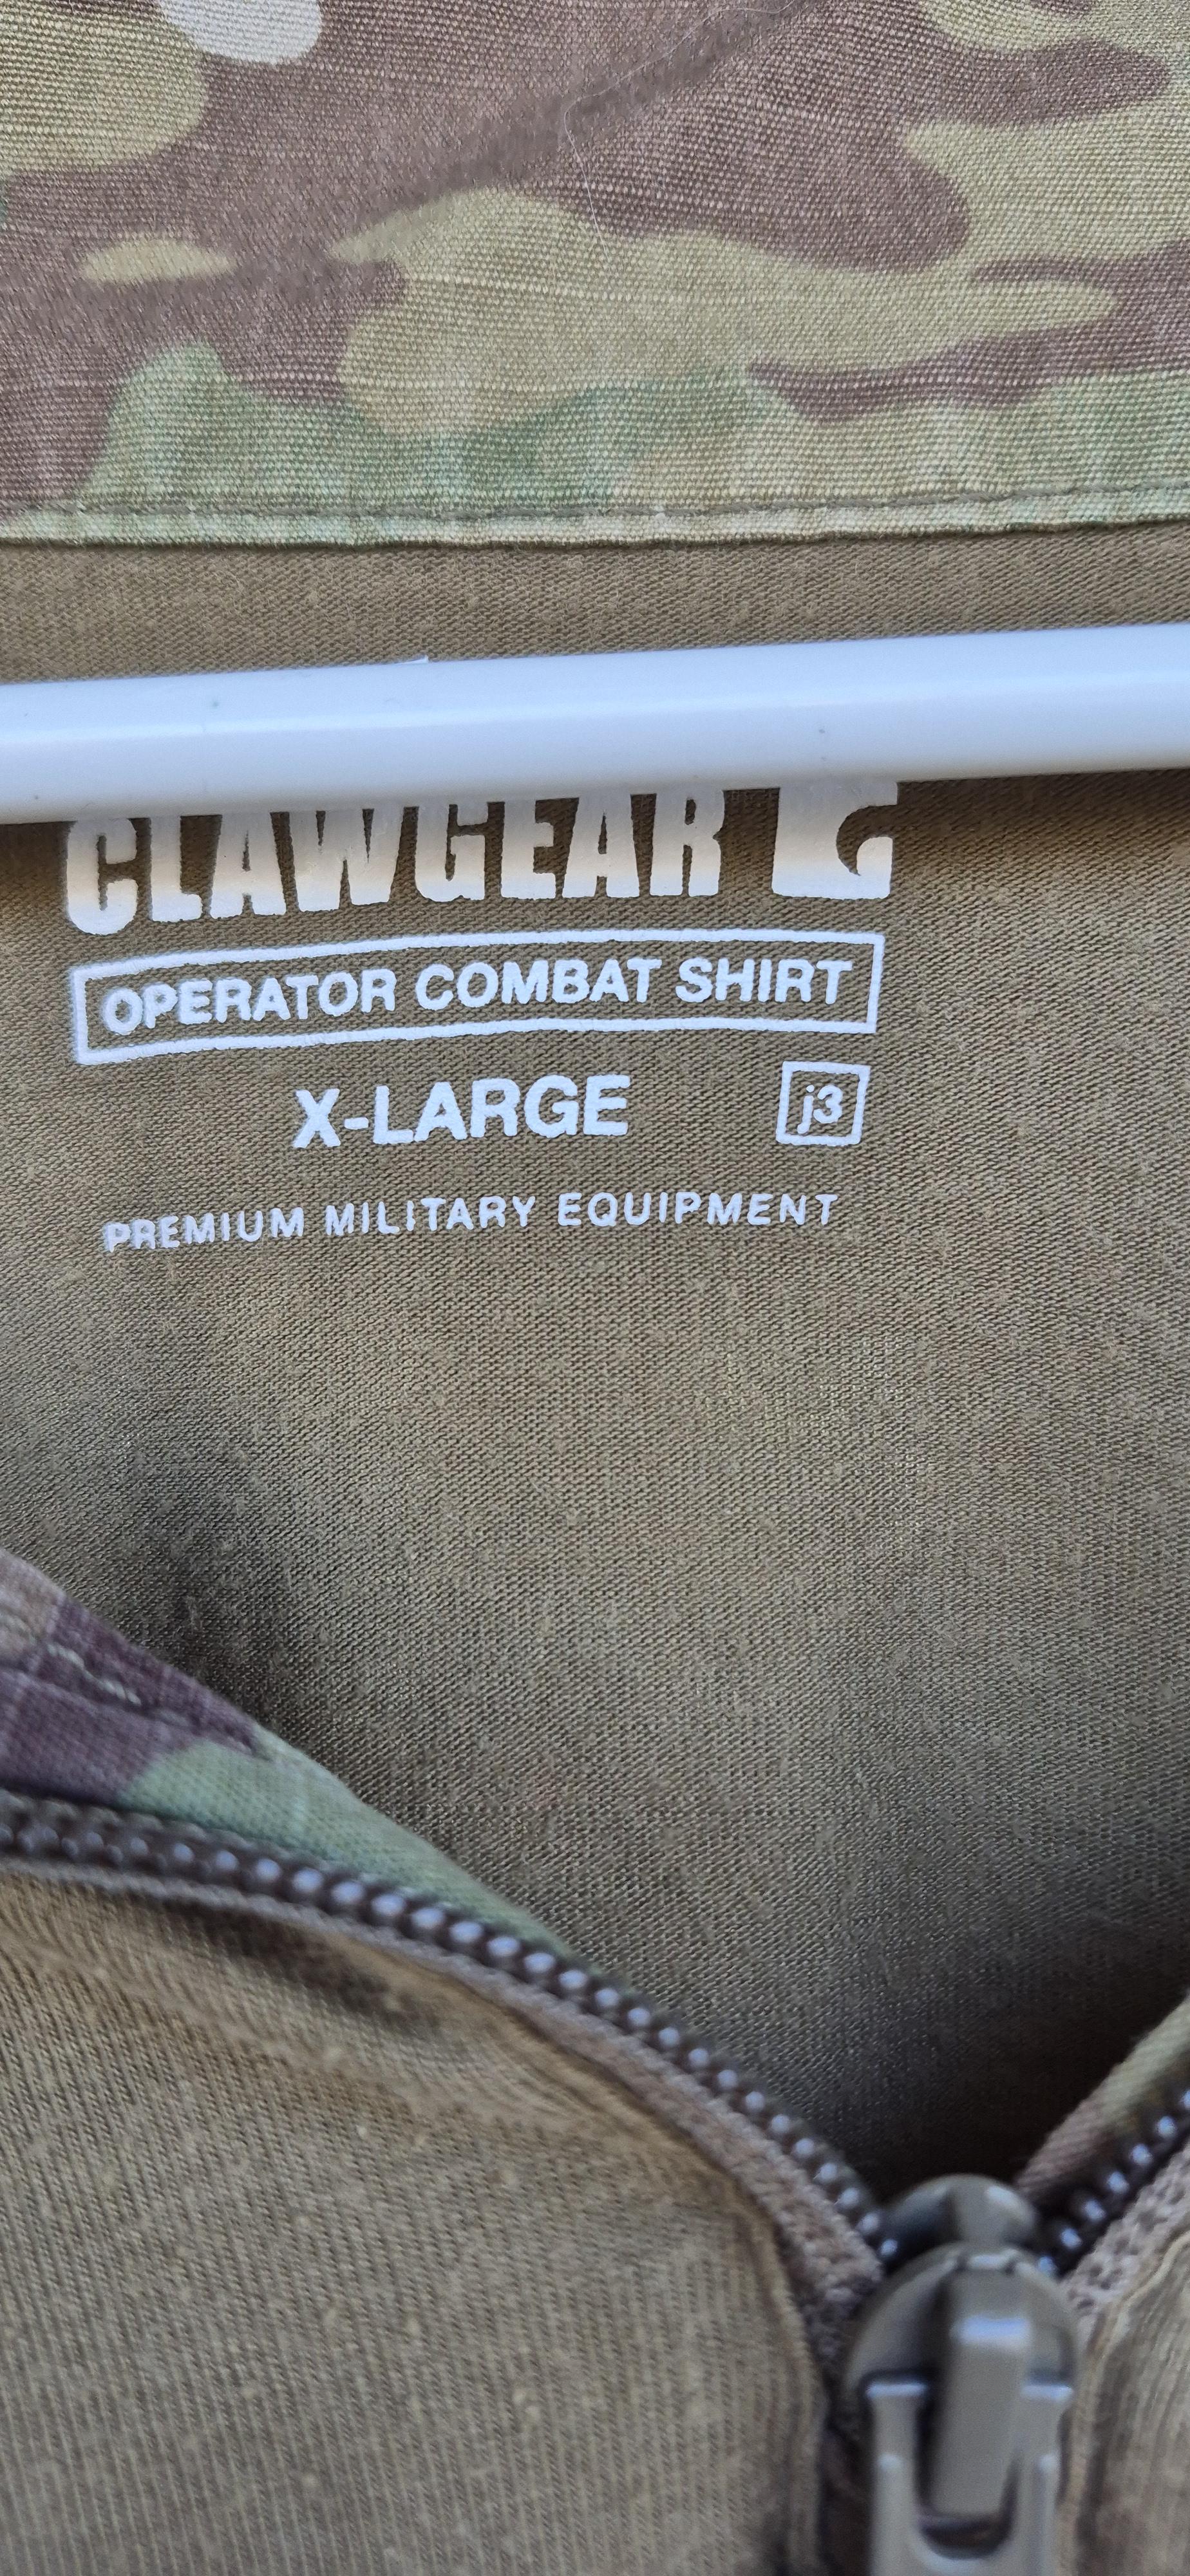 CLAWGEAR
OPERATOR COMBAT SHIRT
X-LARGE j3
PREMIUM MILITARY EQUIPMENT